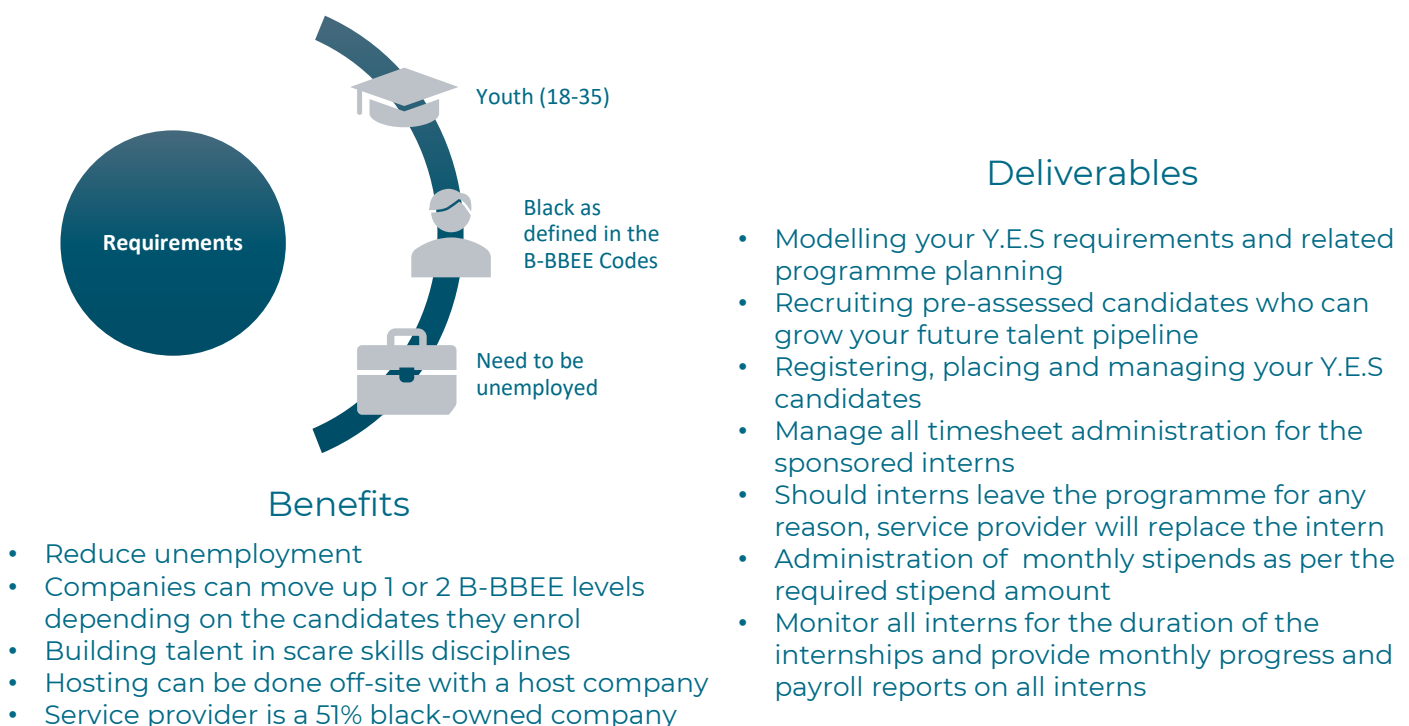 Requirements
Youth (18-35)
Black as
defined in the
B-BBEE Codes
Need to be
unemployed
Benefits
• Reduce unemployment
• Companies can move up 1 or 2 B-BBEE levels
depending on the candidates they enrol
• Building talent in scare skills disciplines
• Hosting can be done off-site with a host company
• Service provider is a 51% black-owned company
Deliverables
• Modelling your Y.E.S requirements and related
programme planning
• Recruiting pre-assessed candidates who can
grow your future talent pipeline
• Registering, placing and managing your Y.E.S
candidates
• Manage all timesheet administration for the
sponsored interns
• Should interns leave the programme for any
reason, service provider will replace the intern
• Administration of  monthly stipends as per the
required stipend amount
• Monitor all interns for the duration of the
internships and provide monthly progress and
payroll reports on all interns